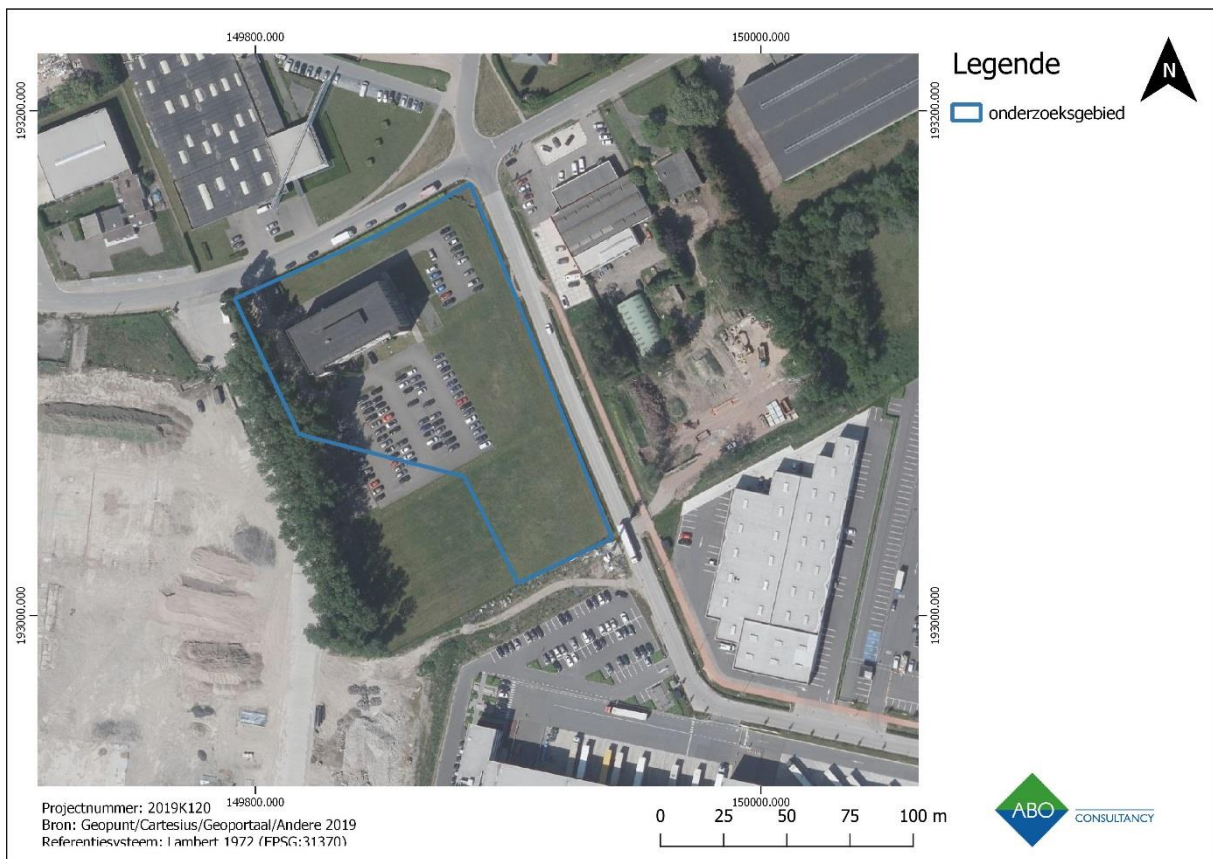 149800.000
150000.000
193200.000
193200.000
Legende
onderzoeksgebied
N
193000.000
193000.000
149800.000
150000.000
Projectnummer: 2019K120
Bron: Geopunt/Cartesius/Geoportaal/Andere 2019
Referentiesysteem: Lambert 1972 (EPSG:31370)
0 25 50 75 100 m
ABO
CONSULTANCY